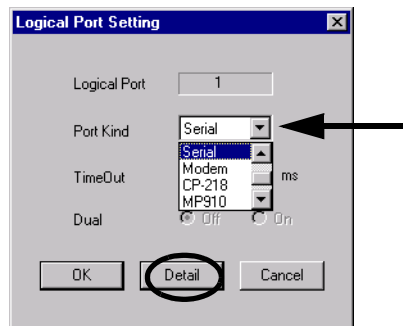 Logical Port Setting
Logical Port 1
Port Kind Serial
Serial
Modem
CP-218
MP910
TimeOut ms
Dual Off On
OK Detail Cancel